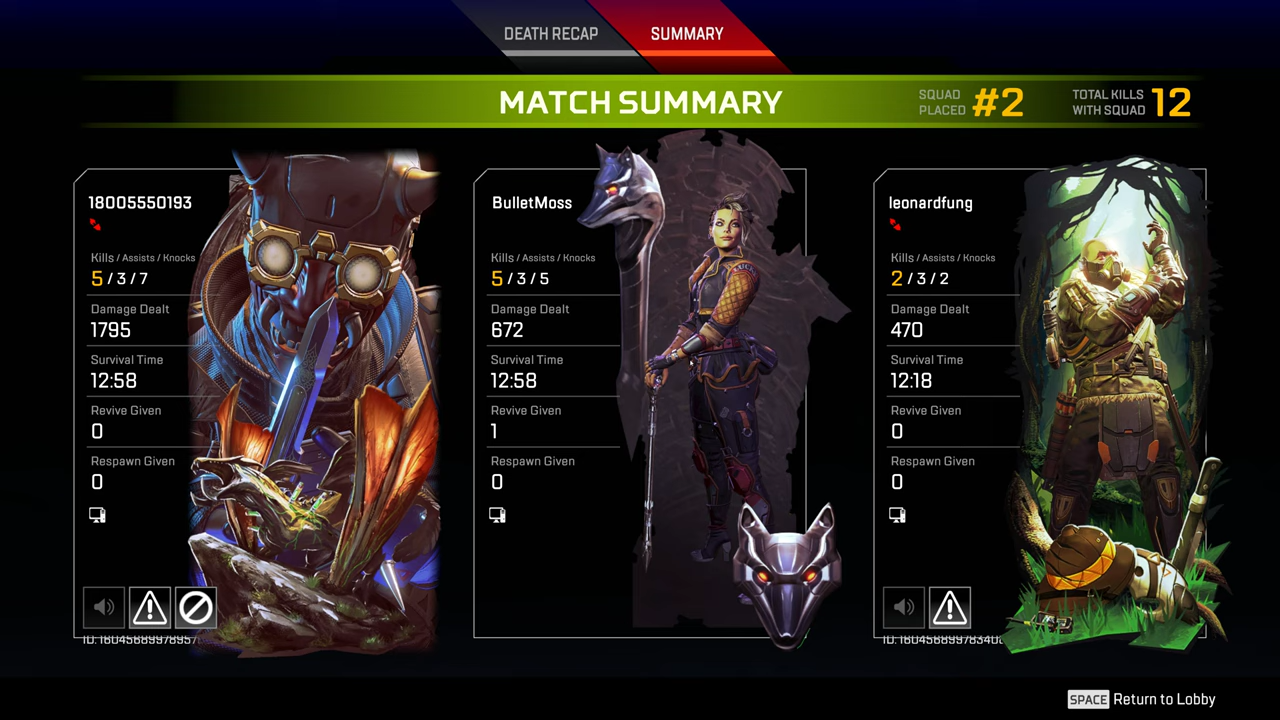 DEATH RECAP
SUMMARY
MATCH SUMMARY
SQUAD PLACED #2
TOTAL KILLS WITH SQUAD 12
18005550193
Kills / Assists / Knocks
5 / 3 / 7
Damage Dealt
1795
Survival Time
12:58
Revive Given
0
Respawn Given
0
BulletMoss
Kills / Assists / Knocks
5 / 3 / 5
Damage Dealt
672
Survival Time
12:58
Revive Given
1
Respawn Given
0
leonardfung
Kills / Assists / Knocks
2 / 3 / 2
Damage Dealt
470
Survival Time
12:18
Revive Given
0
Respawn Given
0
SPACE Return to Lobby